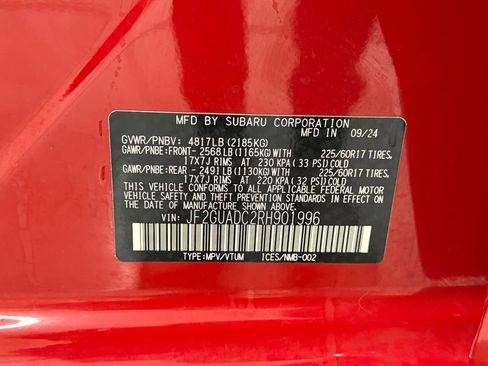 MFD BY SUBARU CORPORATION
MFD IN 09/24
GVWR/PNBV: 4817LB (2185KG)
GAWR/PNBE:FRONT- 2568LB (1165KG) WITH/AVEC 225/60R17 TIRES,
17X7J RIMS AT 230 KPA (33 PSI) COLD
GAWR/PNBE:REAR - 2491LB (1130KG) WITH/AVEC 225/60R17 TIRES,
17X7J RIMS AT 220 KPA (32 PSI) COLD
THIS VEHICLE CONFORMS TO ALL APPLICABLE FEDERAL MOTOR
VEHICLE SAFETY STANDARDS IN EFFECT ON THE DATE OF
MANUFACTURE SHOWN ABOVE.
VIN: JF2GUADC2RH901996
TYPE:MPV/VTUM ICES/NMB-002